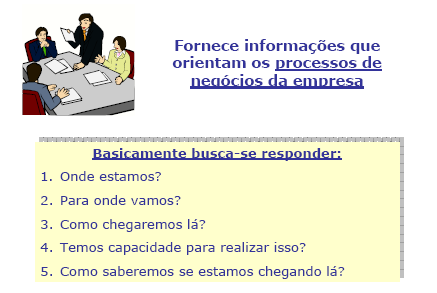 Fornece informações que
orientam os processos de
negócios da empresa
Basicamente busca-se responder:
1. Onde estamos?
2. Para onde vamos?
3. Como chegaremos lá?
4. Temos capacidade para realizar isso?
5. Como saberemos se estamos chegando lá?